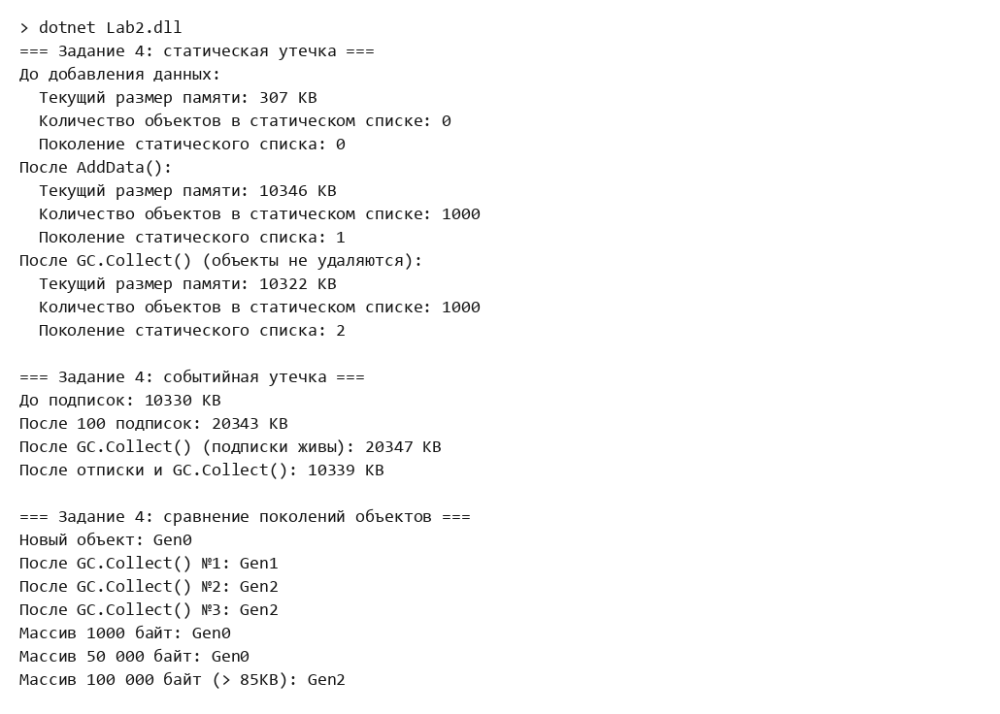 > dotnet Lab2.dll
=== Задание 4: статическая утечка ===
До добавления данных:
  Текущий размер памяти: 307 KB
  Количество объектов в статическом списке: 0
  Поколение статического списка: 0
После AddData():
  Текущий размер памяти: 10346 KB
  Количество объектов в статическом списке: 1000
  Поколение статического списка: 1
После GC.Collect() (объекты не удаляются):
  Текущий размер памяти: 10322 KB
  Количество объектов в статическом списке: 1000
  Поколение статического списка: 2

=== Задание 4: событийная утечка ===
До подписок: 10330 KB
После 100 подписок: 20343 KB
После GC.Collect() (подписки живы): 20347 KB
После отписки и GC.Collect(): 10339 KB

=== Задание 4: сравнение поколений объектов ===
Новый объект: Gen0
После GC.Collect() №1: Gen1
После GC.Collect() №2: Gen2
После GC.Collect() №3: Gen2
Массив 1000 байт: Gen0
Массив 50 000 байт: Gen0
Массив 100 000 байт (> 85KB): Gen2